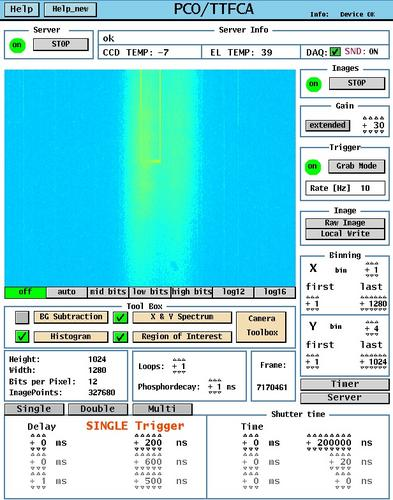 Help Help_new PCO/TTFCA Info: Device OK
Server Server Info
on STOP ok
CCD TEMP: -7 EL TEMP: 39 DAQ: SND: ON
Images
on STOP
Gain
extended + 30
Trigger
on Grab Mode
Rate [Hz] 10
Image
Raw Image
Local Write
Binning
X bin + 1
first last
+ 1 + 1280
Y bin + 4
first last
+ 1 + 1024
Timer
Server
off auto mid bits low bits high bits log12 log16
Tool Box
BG Subtraction X & Y Spectrum Camera
Histogram Region of Interest Toolbox
Height: 1024
Width: 1280
Bits per Pixel: 12
ImagePoints: 327680
Loops: + 1
Phosphordecay: + 1 ms
Frame:
7170461
Single Double Multi
Shutter time
Delay SINGLE Trigger Time
+ 0 ms + 200 ns + 0 ms + 200000 ns
+ 0 ms + 600 ns + 0 ms + 20 ns
+ 1 ms + 500 ns + 0 ms + 0 ns